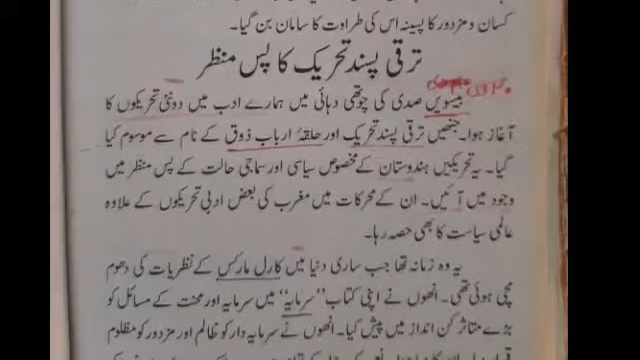 کسان و مزدور کا پسینہ اس کی طراوت کا سامان بن گیا۔
ترقی پسند تحریک کا پس منظر
بیسویں صدی کی چوتھی دہائی میں ہمارے ادب میں دو نئی تحریکوں کا
آغاز ہوا۔ جنھیں ترقی پسند تحریک اور حلقۂ ارباب ذوق کے نام سے موسوم کیا
گیا۔ یہ تحریکیں ہندوستان کے مخصوص سیاسی اور سماجی حالت کے پس منظر میں
وجود میں آئیں۔ ان کے محرکات میں مغرب کی بعض ادبی تحریکوں کے علاوہ
عالمی سیاست کا بھی حصہ رہا۔
یہ وہ زمانہ تھا جب ساری دنیا میں کارل مارکس کے نظریات کی دھوم
مچی ہوئی تھی۔ انھوں نے اپنی کتاب "سرمایہ" میں سرمایہ اور محنت کے مسائل کو
بڑے متاثر کن انداز میں پیش کیا۔ انھوں نے سرمایہ دار کو ظالم اور مزدور کو مظلوم